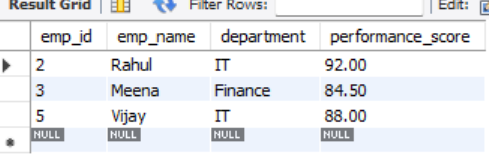 Result Grid Filter Rows: Edit:
emp_id emp_name department performance_score
2 Rahul IT 92.00
3 Meena Finance 84.50
5 Vijay IT 88.00
NULL NULL NULL NULL